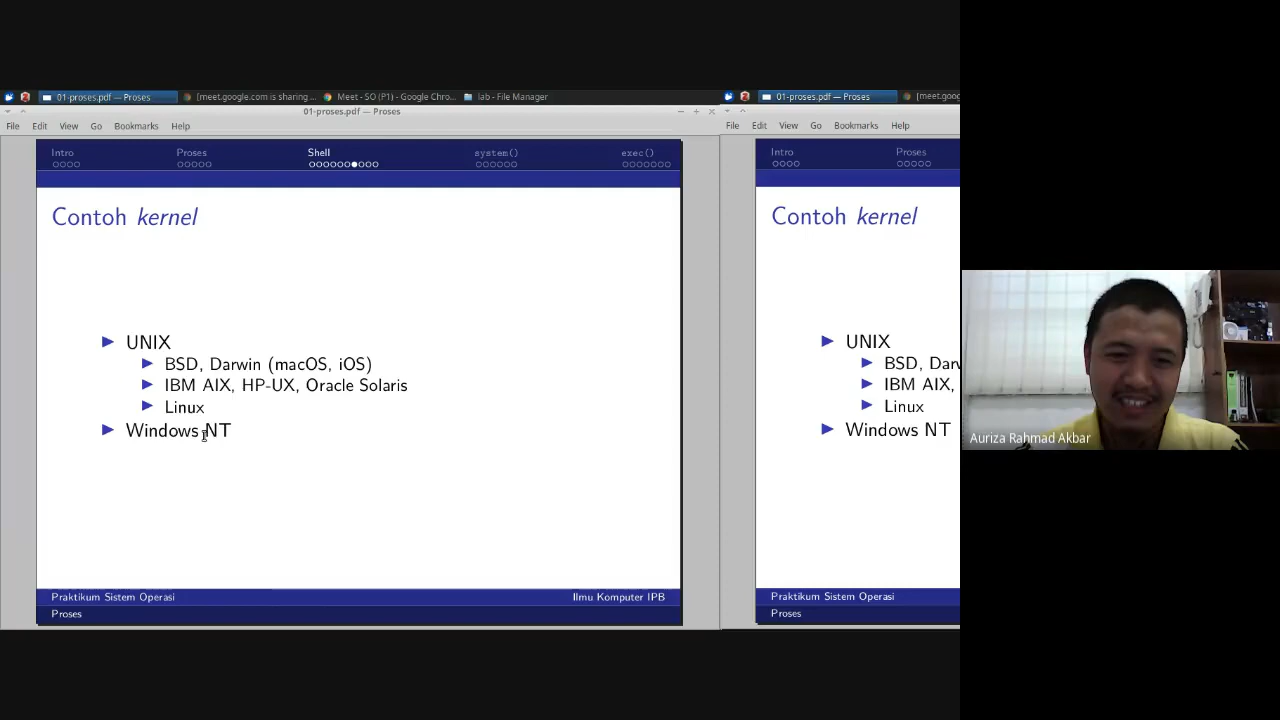 01-proses.pdf — Proses
[meet.google.com is sharing ...
Meet - SO (P1) - Google Chro...
lab - File Manager
01-proses.pdf — Proses
File Edit View Go Bookmarks Help
Intro Proses Shell system() exec()
Contoh kernel
UNIX
BSD, Darwin (macOS, iOS)
IBM AIX, HP-UX, Oracle Solaris
Linux
Windows NT
Praktikum Sistem Operasi Ilmu Komputer IPB
Proses
01-proses.pdf — Proses
[meet.goog
File Edit View Go Bookmarks Help
Intro Proses
Contoh kernel
UNIX
BSD, Darw
IBM AIX,
Linux
Windows NT
Praktikum Sistem Operasi
Proses
Auriza Rahmad Akbar